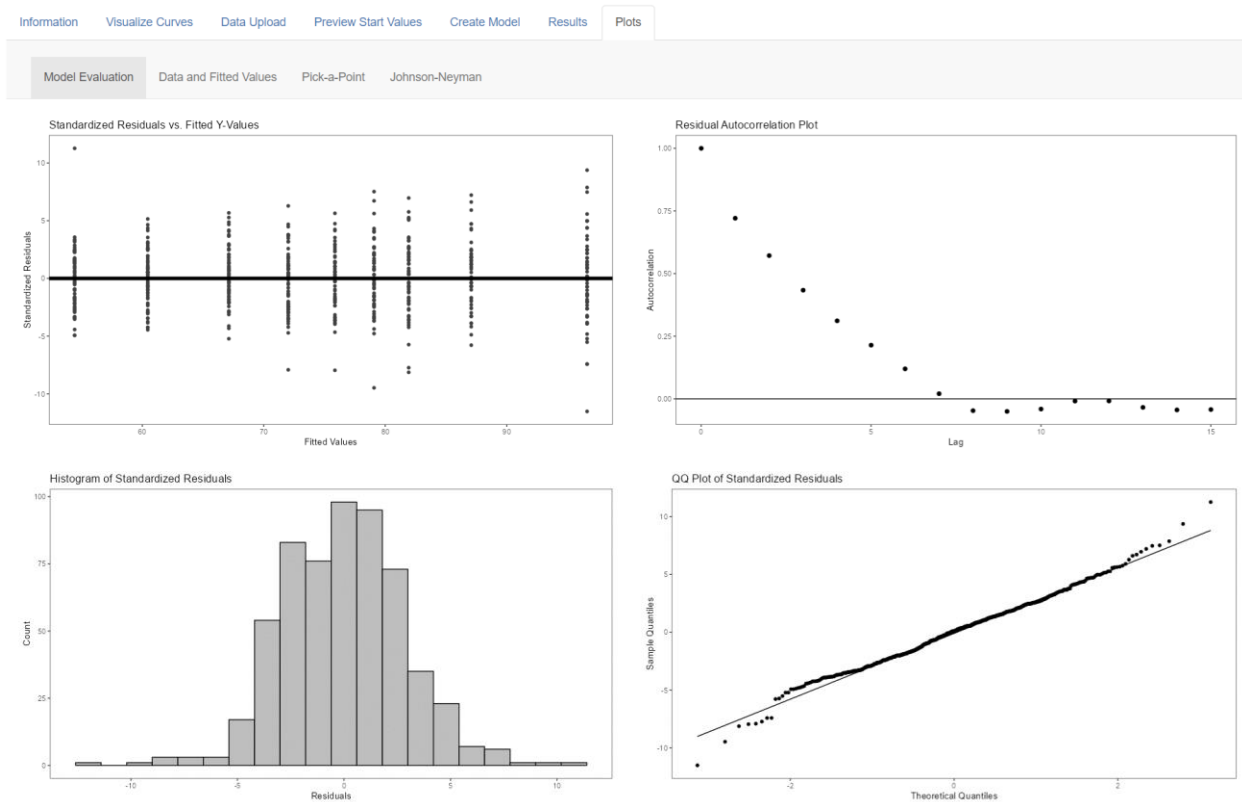 Information Visualize Curves Data Upload Preview Start Values Create Model Results Plots
Model Evaluation Data and Fitted Values Pick-a-Point Johnson-Neyman
Standardized Residuals vs. Fitted Y-Values
10
5
0
-5
-10
Standardized Residuals
60 70 80 90
Fitted Values
Residual Autocorrelation Plot
1.00
0.75
0.50
0.25
0.00
Autocorrelation
0 5 10 15
Lag
Histogram of Standardized Residuals
100
75
50
25
0
Count
-10 -5 0 5 10
Residuals
QQ Plot of Standardized Residuals
10
5
0
-5
-10
Sample Quantiles
-2 0 2
Theoretical Quantiles